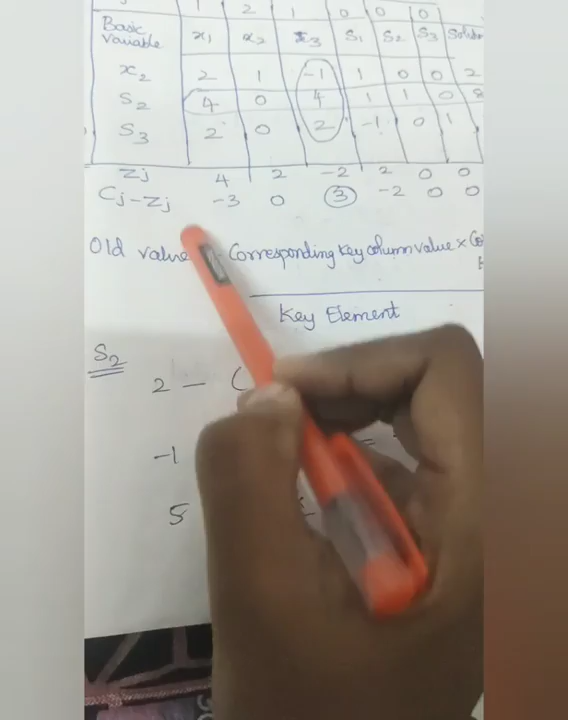 1 2 1 0 0 0
Basic Variable x₁ x₂ x₃ S₁ S₂ S₃
x₂ 2 1 -1 1 0 0 2
S₂ 4 0 4 1 1 0
S₃ 2 0 2 -1 0 1
Zj 4 2 -2 2 0 0
Cj-Zj -3 0 3 -2 0 0
Old value Corresponding key column value ×
Key Element
S₂
2 — (
-1 =
5